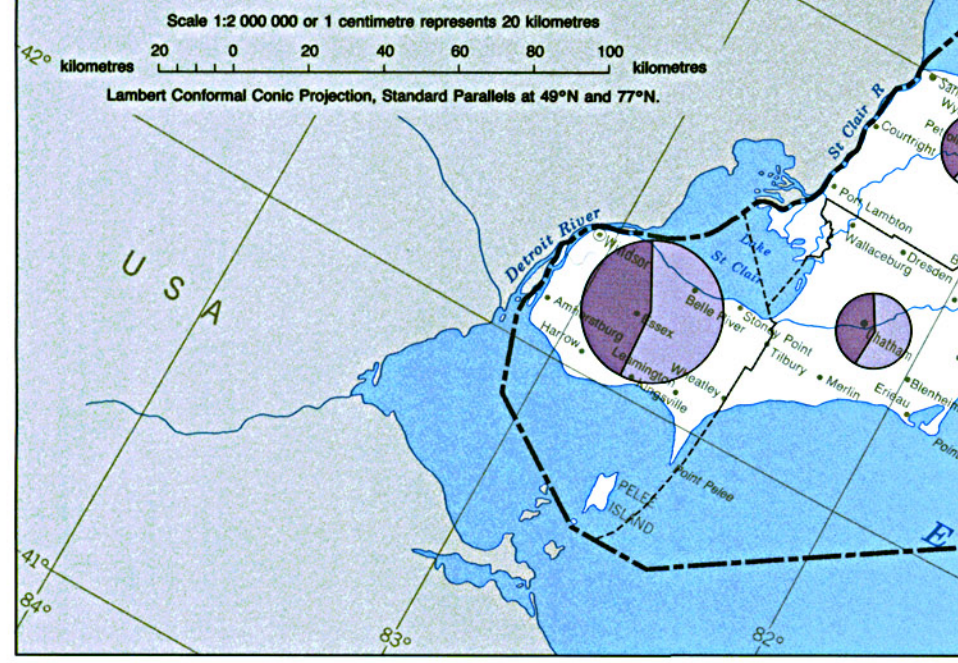 Scale 1:2 000 000 or 1 centimetre represents 20 kilometres
42°
kilometres 20 0 20 40 60 80 100 kilometres
Lambert Conformal Conic Projection, Standard Parallels at 49°N and 77°N.
St Clair R
Courtright
Port Lambton
Wallaceburg
Dresden
Detroit River
Windsor
Lake
St. Clair
U S A
Amherstburg
Essex
Belle River
Stoney Point
Chatham
Harrow
Leamington
Kingsville
Wheatley
Tilbury
Merlin
Erieau
Blenheim
Point Pelee
PELEE
ISLAND
E
41°
84°
83°
82°